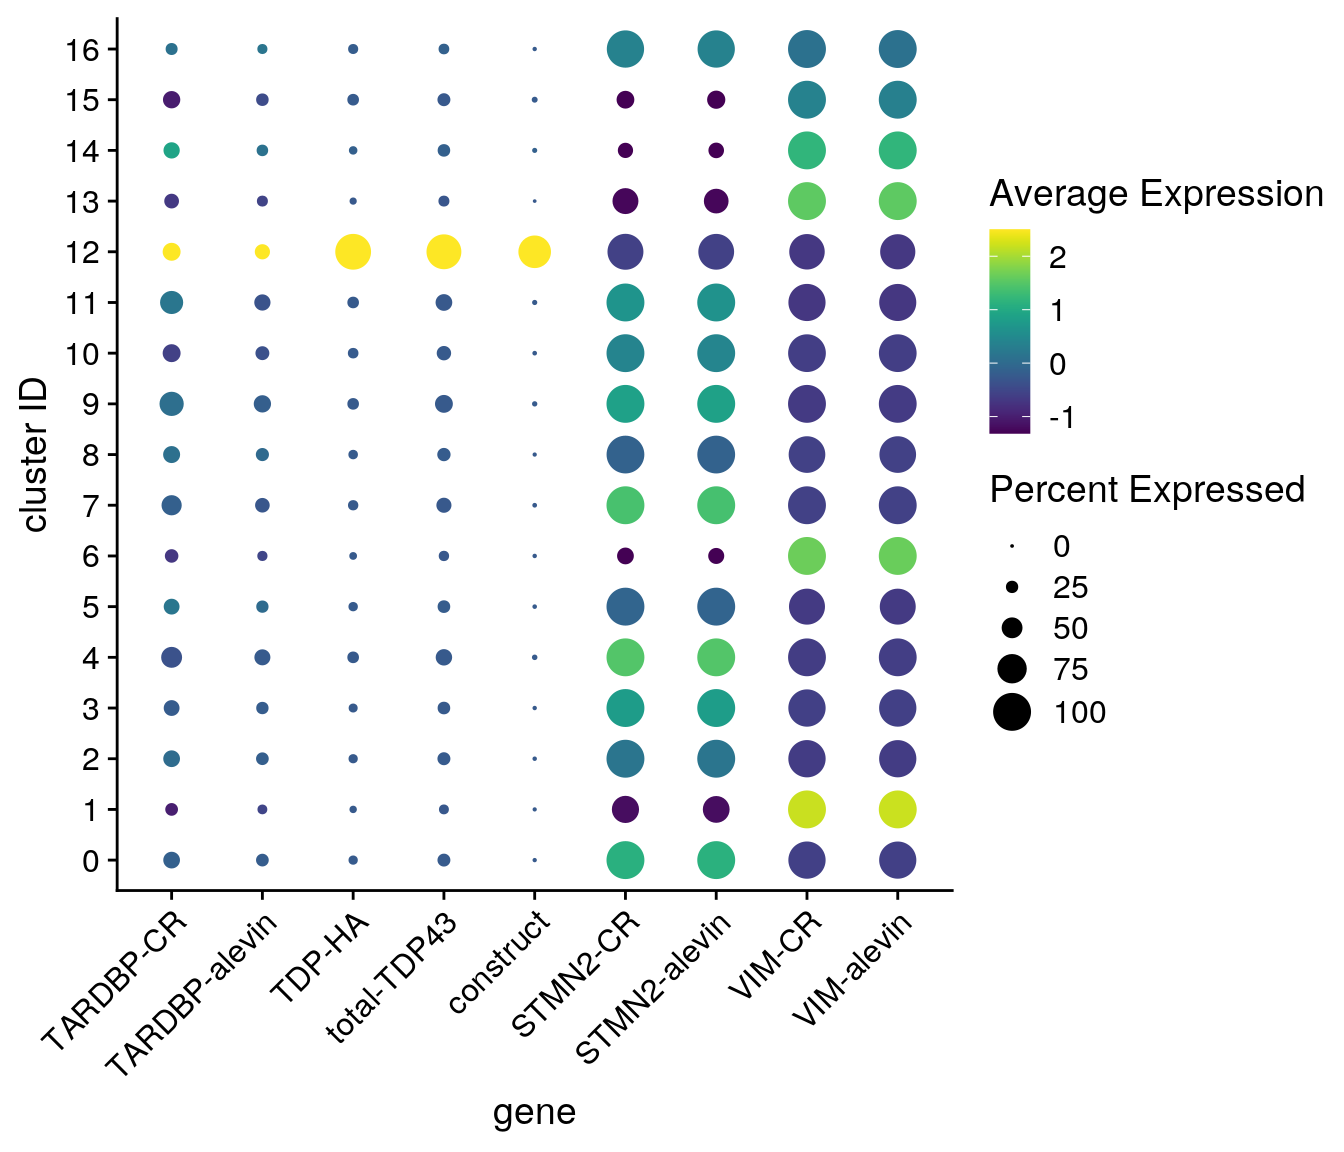 16
15
14
13
12
11
10
9
8
7
6
5
4
3
2
1
0
cluster ID
TARDBP-CR
TARDBP-alevin
TDP-HA
total-TDP43
construct
STMN2-CR
STMN2-alevin
VIM-CR
VIM-alevin
gene
Average Expression
2
1
0
-1
Percent Expressed
0
25
50
75
100